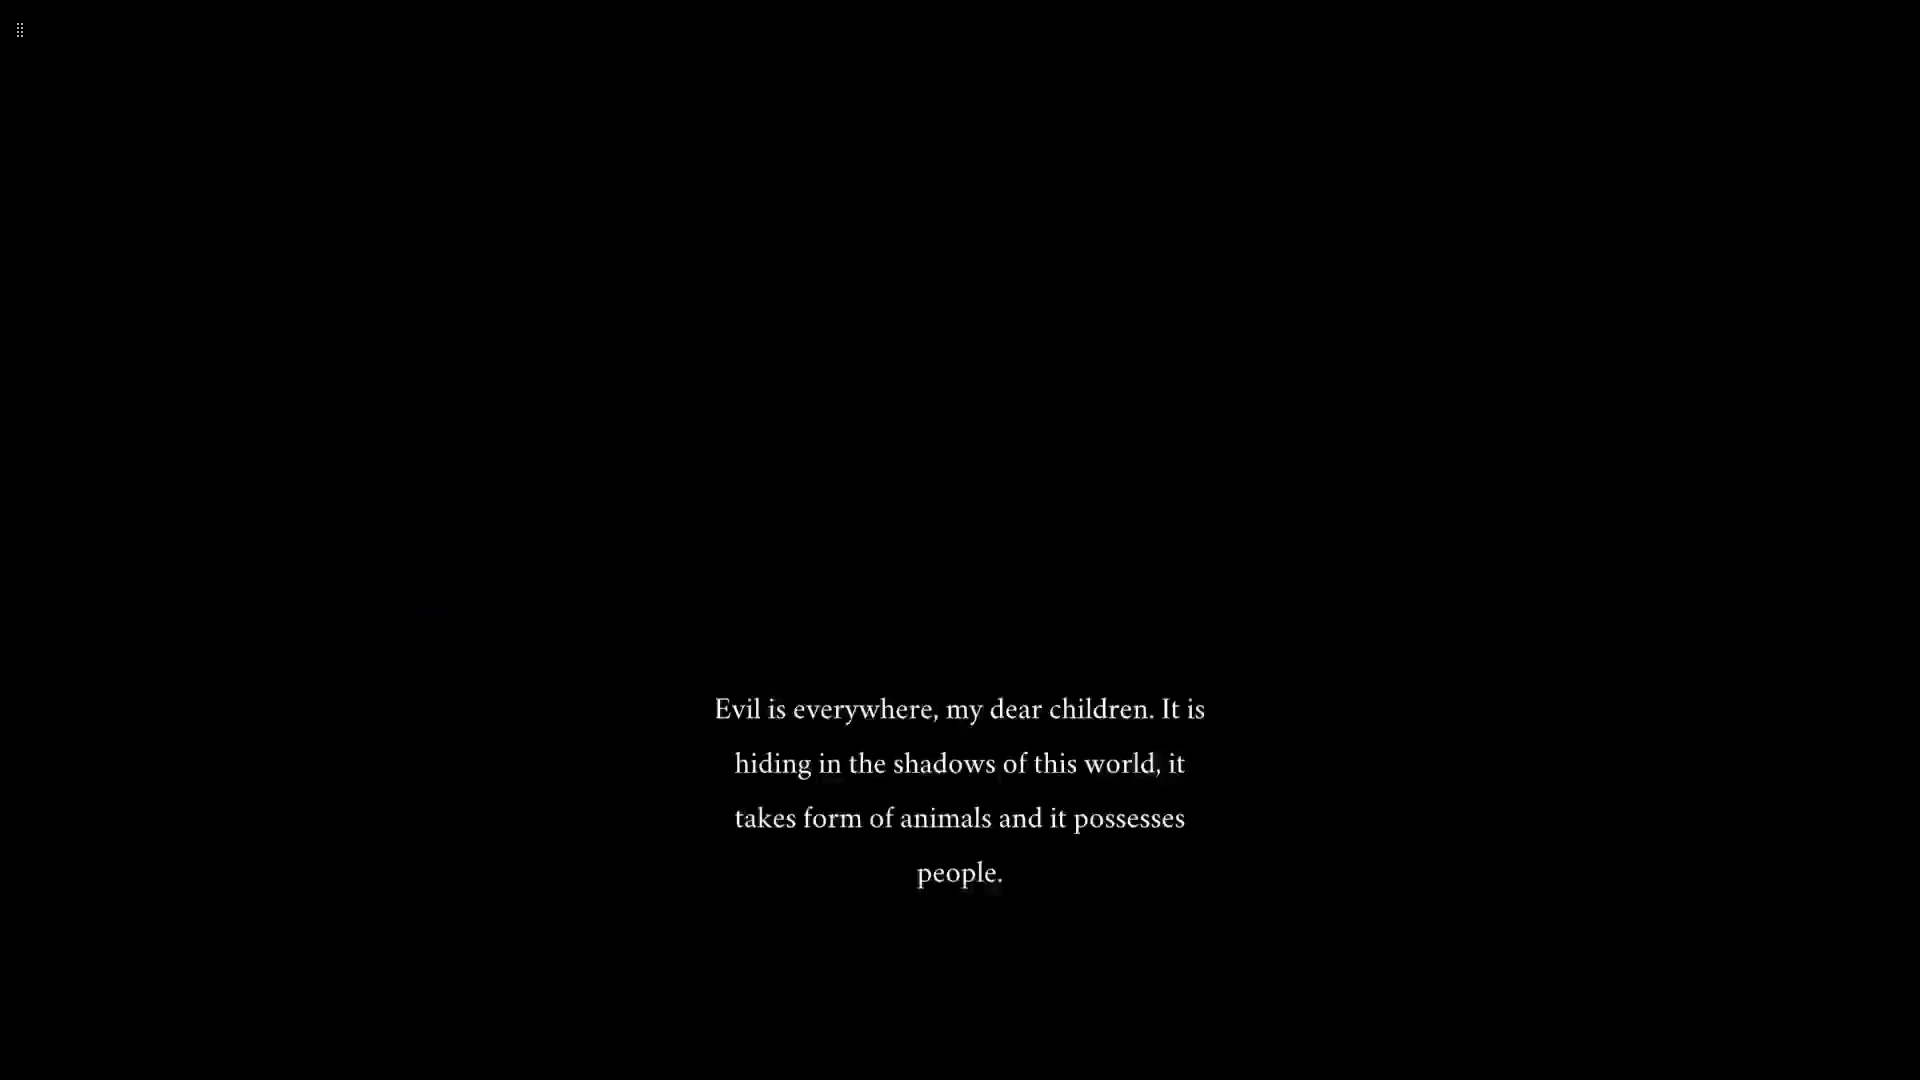 Evil is everywhere, my dear children. It is
hiding in the shadows of this world, it
takes form of animals and it possesses
people.